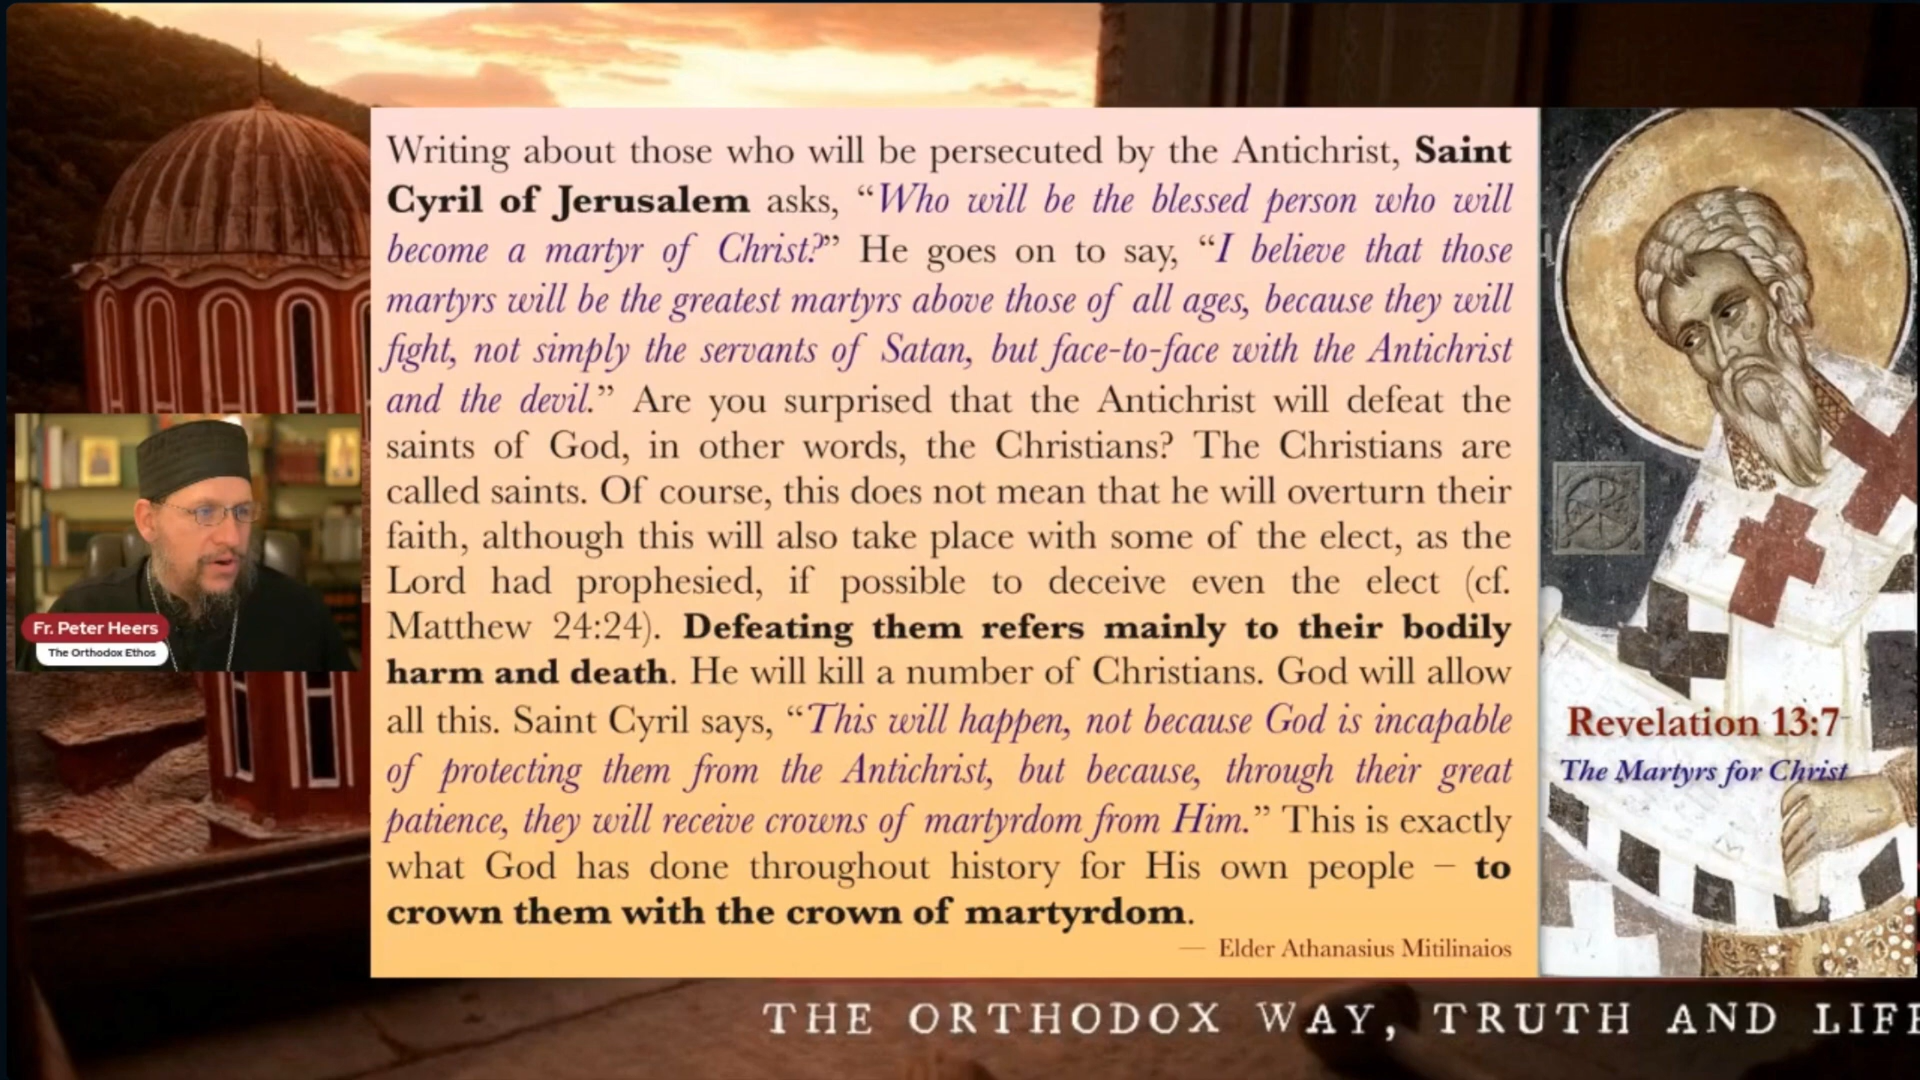 Writing about those who will be persecuted by the Antichrist, Saint
Cyril of Jerusalem asks, “Who will be the blessed person who will
become a martyr of Christ?” He goes on to say, “I believe that those
martyrs will be the greatest martyrs above those of all ages, because they will
fight, not simply the servants of Satan, but face-to-face with the Antichrist
and the devil.” Are you surprised that the Antichrist will defeat the
saints of God, in other words, the Christians? The Christians are
called saints. Of course, this does not mean that he will overturn their
faith, although this will also take place with some of the elect, as the
Lord had prophesied, if possible to deceive even the elect (cf.
Matthew 24:24). Defeating them refers mainly to their bodily
harm and death. He will kill a number of Christians. God will allow
all this. Saint Cyril says, “This will happen, not because God is incapable
of protecting them from the Antichrist, but because, through their great
patience, they will receive crowns of martyrdom from Him.” This is exactly
what God has done throughout history for His own people – to
crown them with the crown of martyrdom.
— Elder Athanasius Mitilinaios
Fr. Peter Heers
The Orthodox Ethos
Revelation 13:7
The Martyrs for Christ
THE ORTHODOX WAY, TRUTH AND LIFE